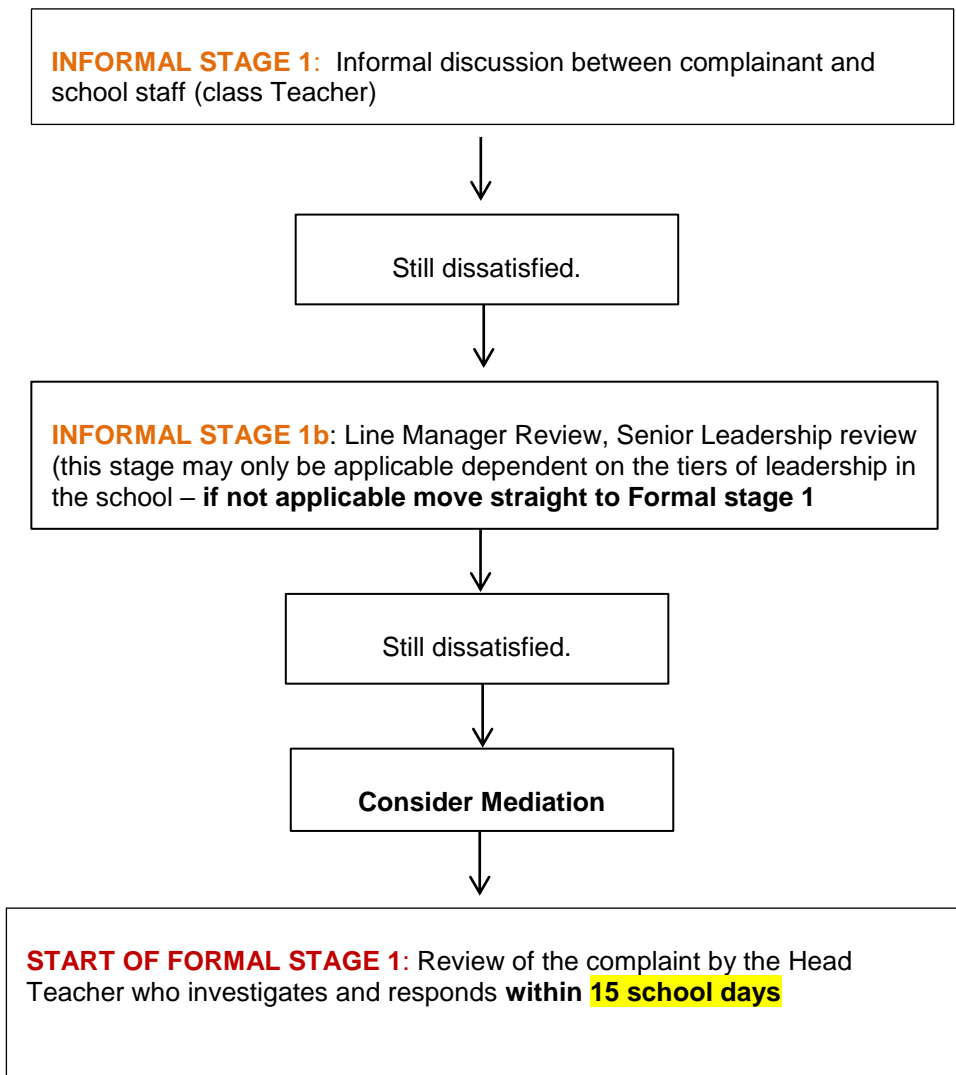 INFORMAL STAGE 1:  Informal discussion between complainant and
school staff (class Teacher)
Still dissatisfied.
INFORMAL STAGE 1b: Line Manager Review, Senior Leadership review
(this stage may only be applicable dependent on the tiers of leadership in
the school – if not applicable move straight to Formal stage 1
Still dissatisfied.
Consider Mediation
START OF FORMAL STAGE 1: Review of the complaint by the Head
Teacher who investigates and responds within 15 school days